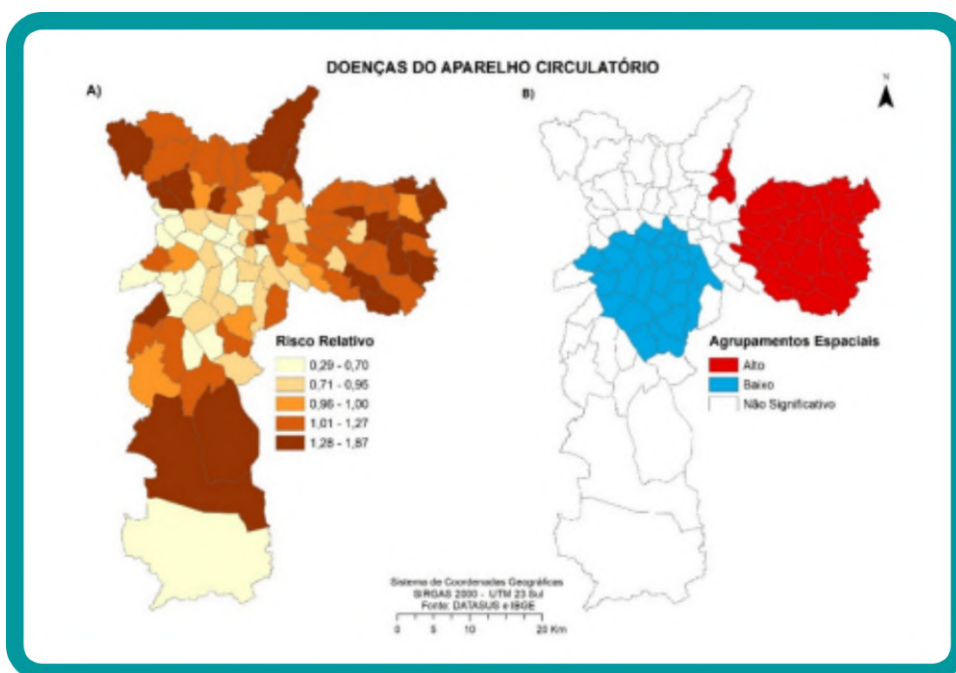 DOENÇAS DO APARELHO CIRCULATÓRIO
A)
B)
N
Risco Relativo
0,29 - 0,70
0,71 - 0,95
0,96 - 1,00
1,01 - 1,27
1,28 - 1,87
Agrupamentos Espaciais
Alto
Baixo
Não Significativo
Sistema de Coordenadas Geográficas
SIRGAS 2000 - UTM 23 Sul
Fonte: DATASUS e IBGE
0 5 10 20 Km